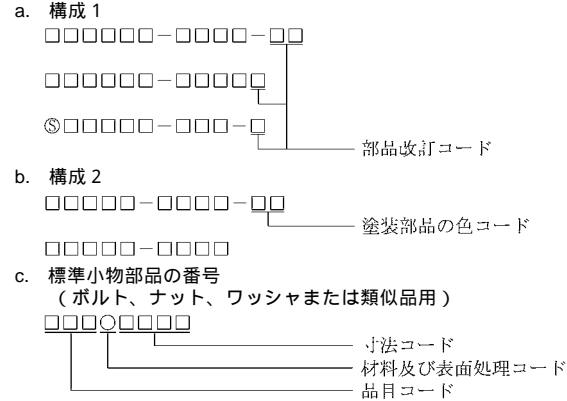 a. 構成 1
□□□□□□－□□□□－□□
□□□□□□－□□□□□
Ⓢ□□□□□－□□□－□
部品改訂コード
b. 構成 2
□□□□□－□□□□－□□
塗装部品の色コード
□□□□□－□□□□
c. 標準小物部品の番号
（ボルト、ナット、ワッシャまたは類似品用）
□□□○□□□□
寸法コード
材料及び表面処理コード
品目コード